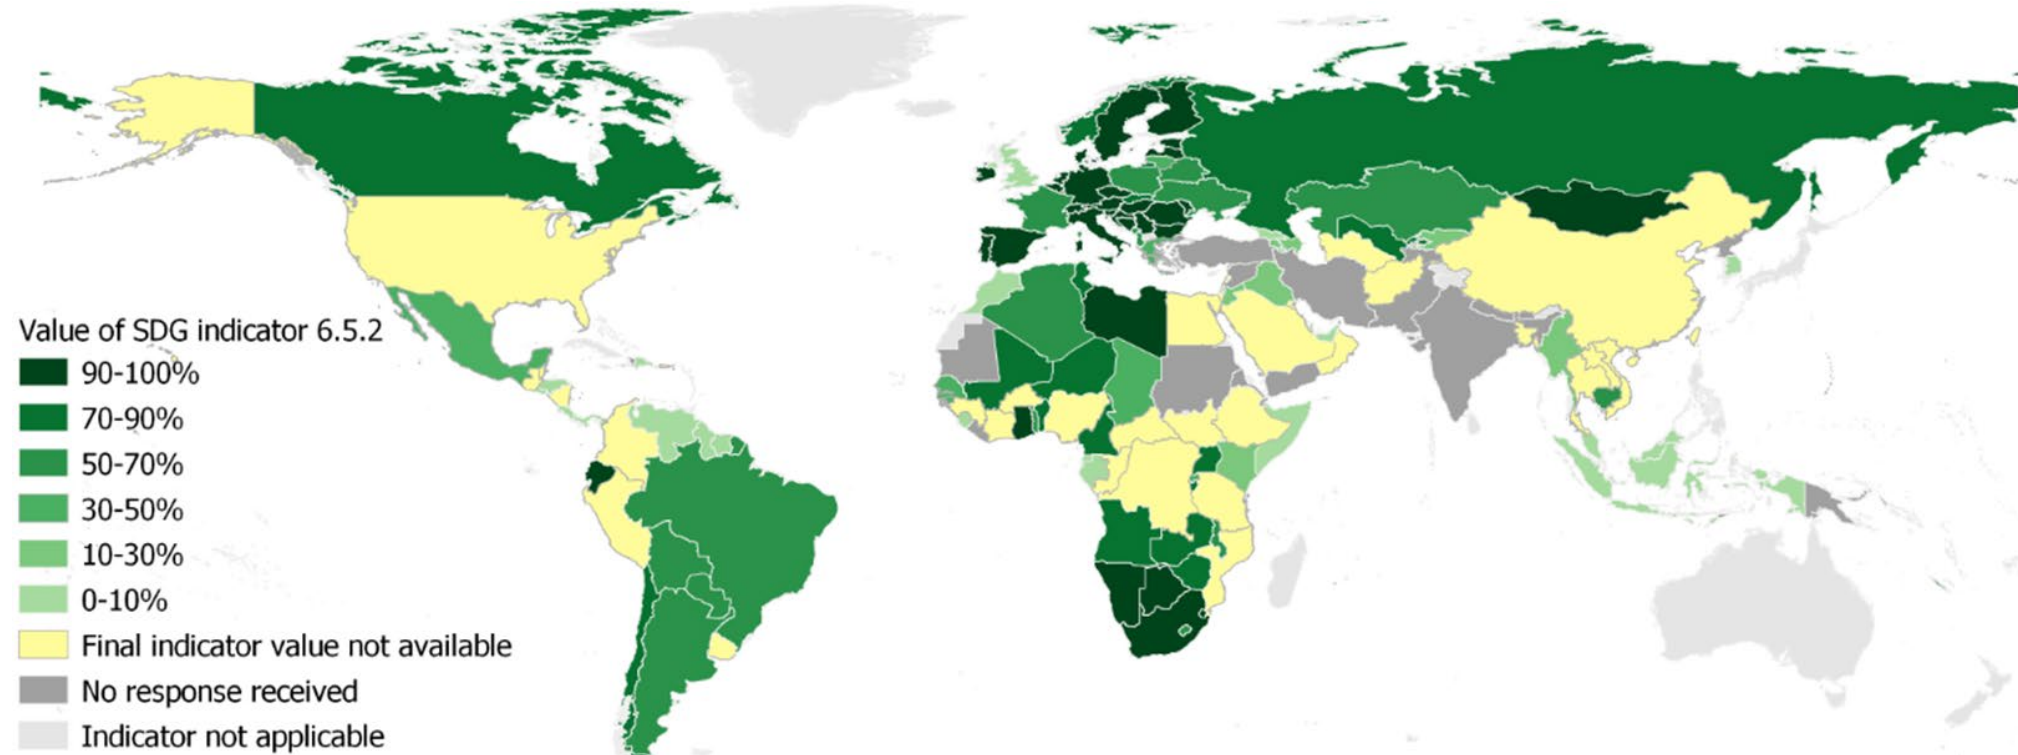 Value of SDG indicator 6.5.2
90-100%
70-90%
50-70%
30-50%
10-30%
0-10%
Final indicator value not available
No response received
Indicator not applicable